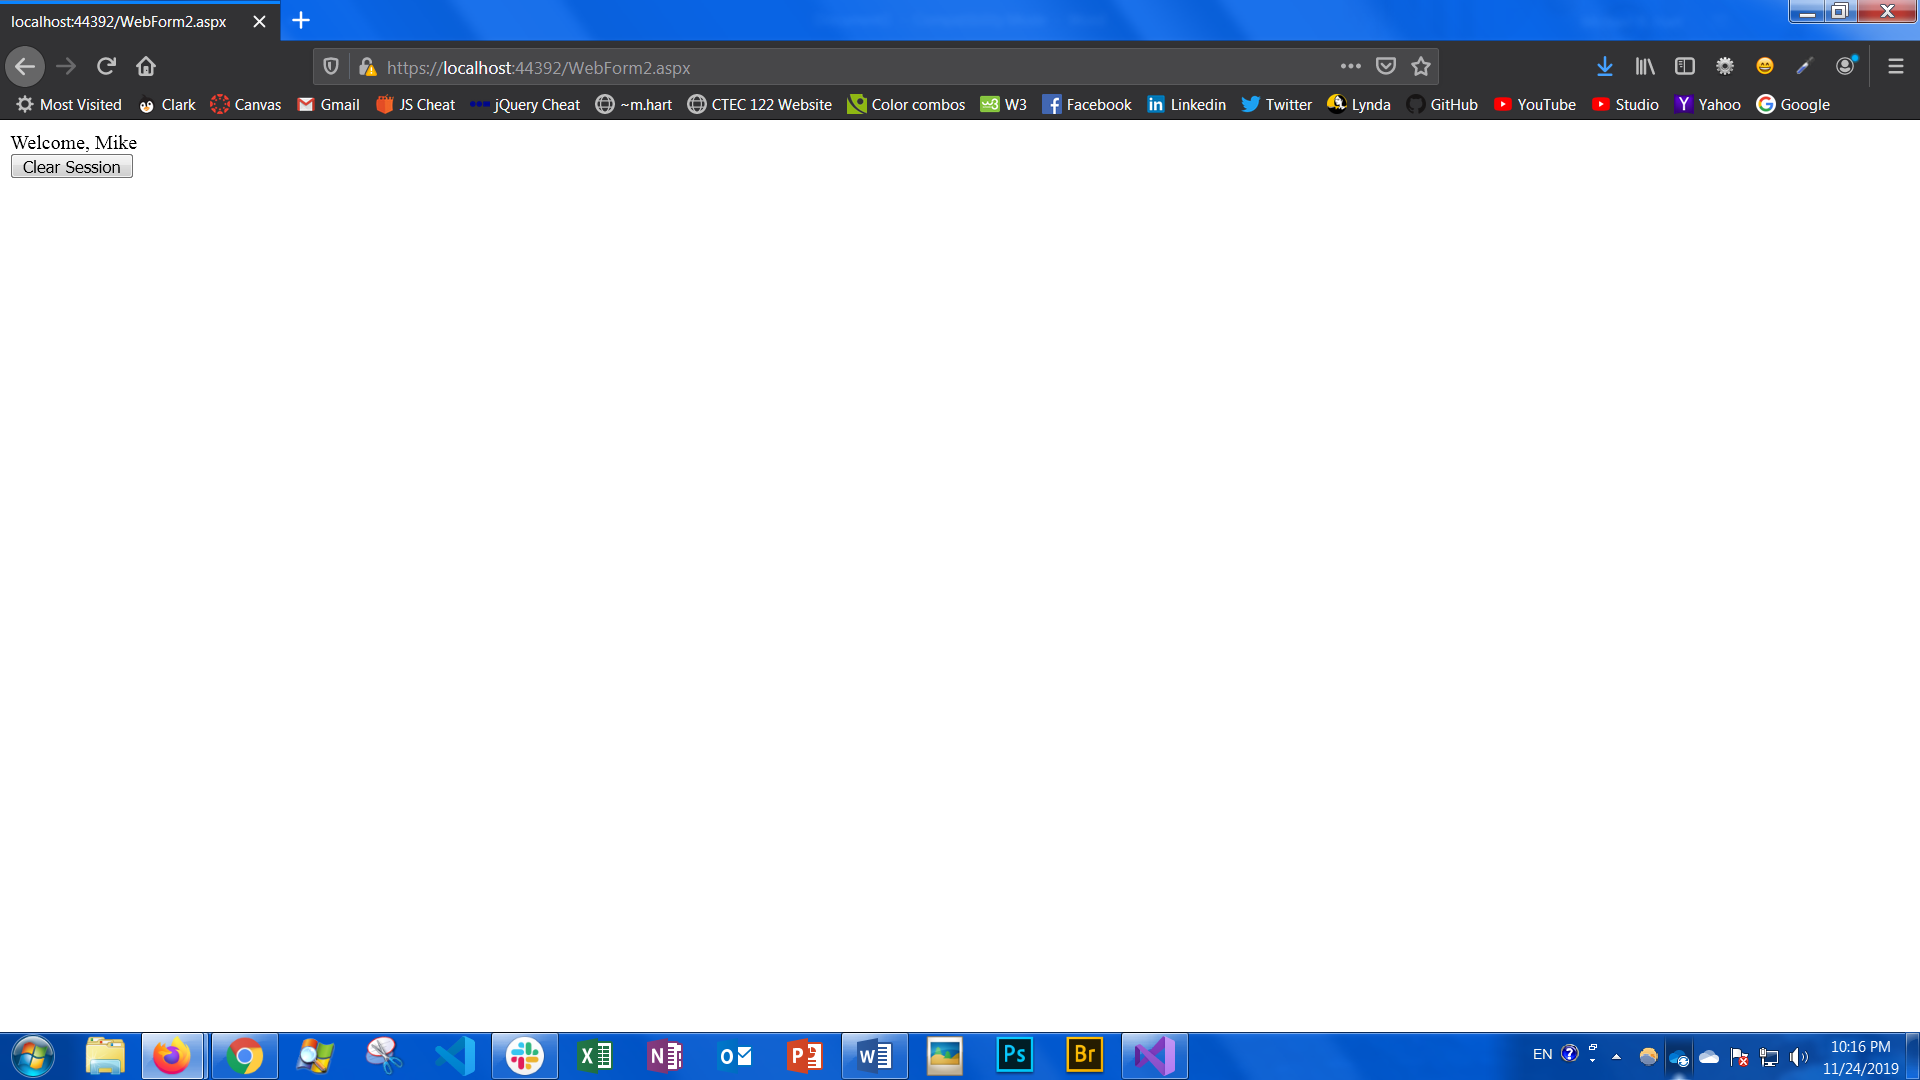 localhost:44392/WebForm2.aspx
https://localhost:44392/WebForm2.aspx
Most Visited Clark Canvas Gmail JS Cheat jQuery Cheat ~m.hart CTEC 122 Website Color combos W3 Facebook Linkedin Twitter Lynda GitHub YouTube Studio Yahoo Google
Welcome, Mike
Clear Session
EN
10:16 PM
11/24/2019
Ps
Br